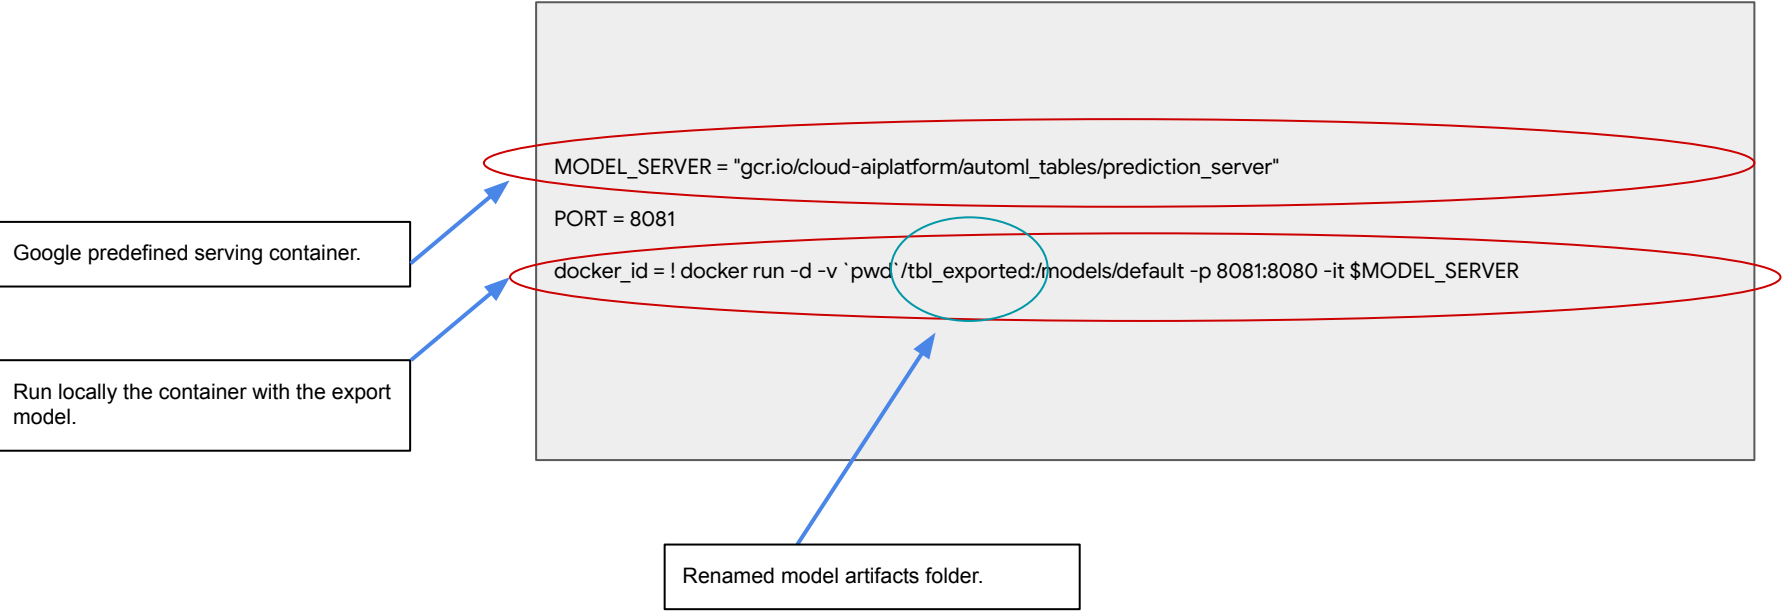 MODEL_SERVER = "gcr.io/cloud-aiplatform/automl_tables/prediction_server"
PORT = 8081
Google predefined serving container.
docker_id = ! docker run -d -v `pwd`/tbl_exported:/models/default -p 8081:8080 -it $MODEL_SERVER
Run locally the container with the export
model.
Renamed model artifacts folder.